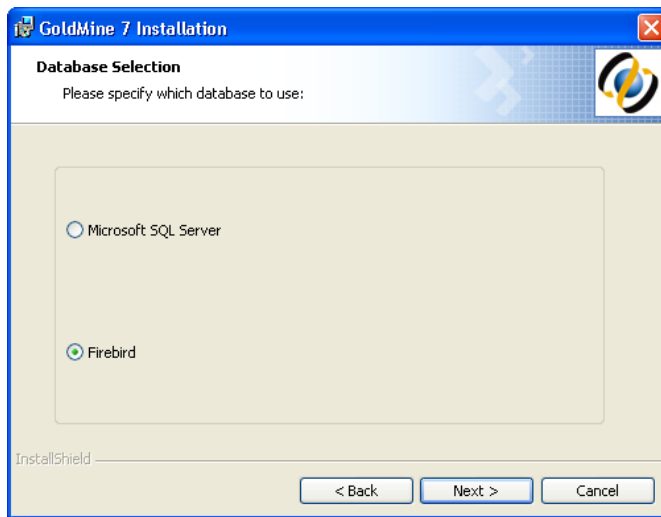 GoldMine 7 Installation
Database Selection
Please specify which database to use:
Microsoft SQL Server
Firebird
InstallShield
< Back
Next >
Cancel